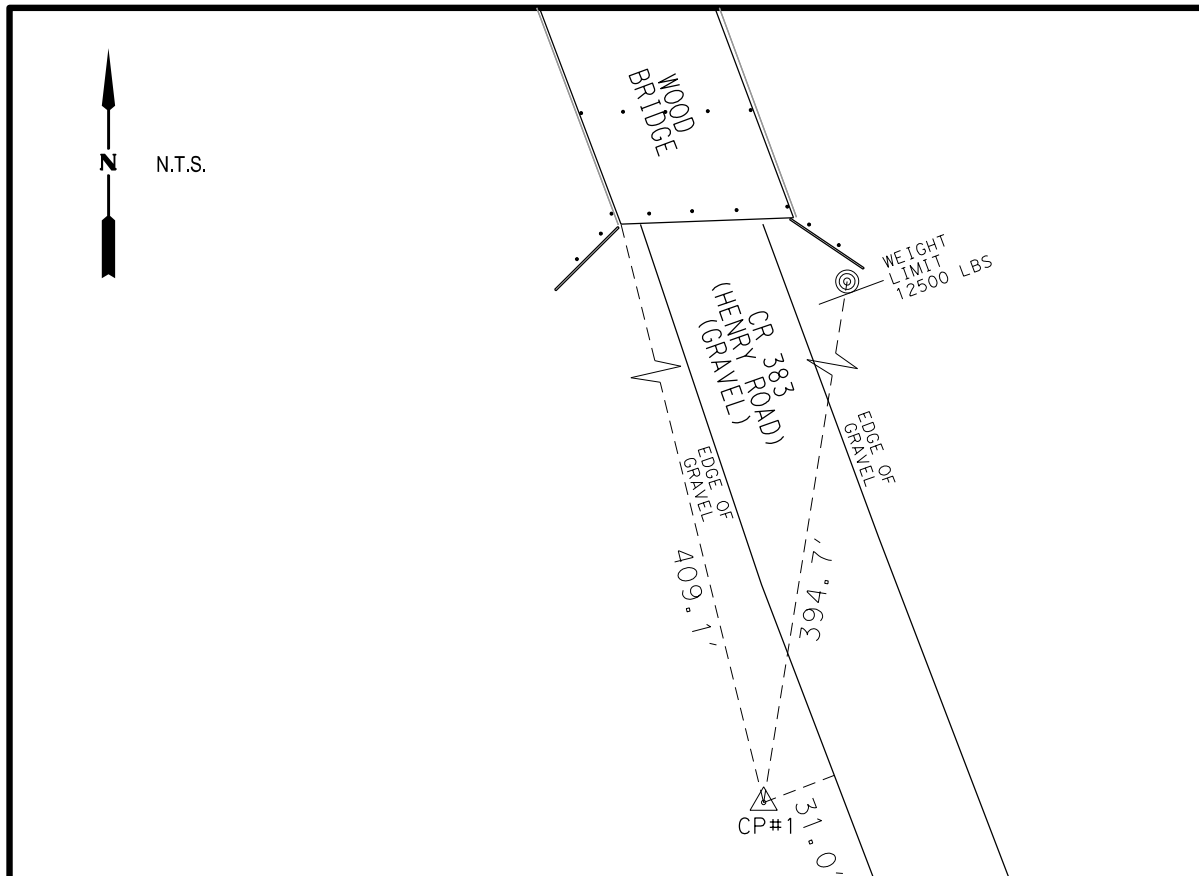 WOOD
BRIDGE
N
N.T.S.
WEIGHT
LIMIT
12500 LBS
CR 383
(HENRY ROAD)
(GRAVEL)
EDGE OF
GRAVEL
EDGE OF
GRAVEL
409.1'
394.7'
31.0'
CP#1